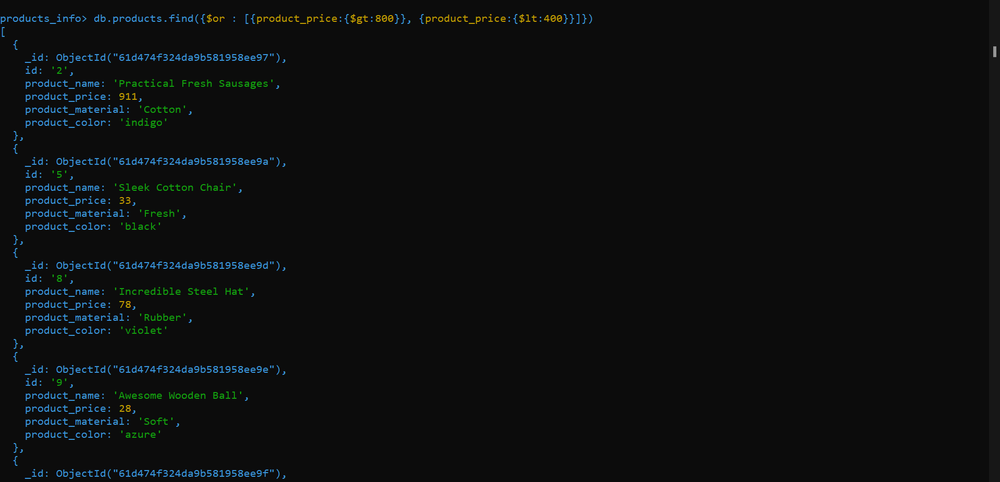 products_info> db.products.find({$or : [{product_price:{$gt:800}}, {product_price:{$lt:400}}]})
[
  {
    _id: ObjectId("61d474f324da9b581958ee97"),
    id: '2',
    product_name: 'Practical Fresh Sausages',
    product_price: 911,
    product_material: 'Cotton',
    product_color: 'indigo'
  },
  {
    _id: ObjectId("61d474f324da9b581958ee9a"),
    id: '5',
    product_name: 'Sleek Cotton Chair',
    product_price: 33,
    product_material: 'Fresh',
    product_color: 'black'
  },
  {
    _id: ObjectId("61d474f324da9b581958ee9d"),
    id: '8',
    product_name: 'Incredible Steel Hat',
    product_price: 78,
    product_material: 'Rubber',
    product_color: 'violet'
  },
  {
    _id: ObjectId("61d474f324da9b581958ee9e"),
    id: '9',
    product_name: 'Awesome Wooden Ball',
    product_price: 28,
    product_material: 'Soft',
    product_color: 'azure'
  },
  {
    _id: ObjectId("61d474f324da9b581958ee9f"),